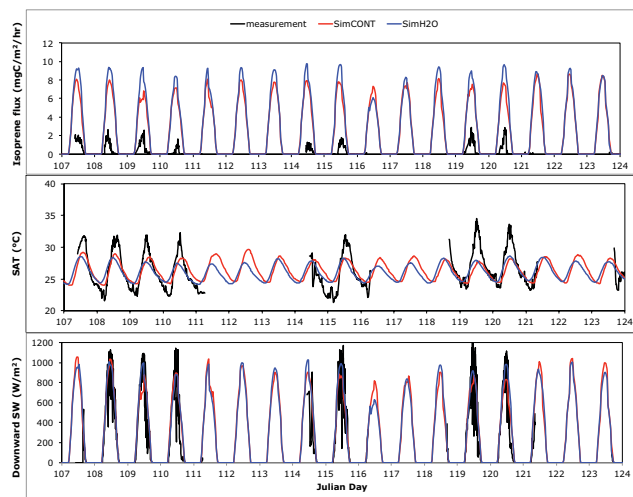 measurement SimCONT SimH2O
Isoprene flux (mgC/m²/hr)
12
10
8
6
4
2
0
107 108 109 110 111 112 113 114 115 116 117 118 119 120 121 122 123 124
SAT (°C)
40
35
30
25
20
107 108 109 110 111 112 113 114 115 116 117 118 119 120 121 122 123 124
Downward SW (W/m²)
1200
1000
800
600
400
200
0
107 108 109 110 111 112 113 114 115 116 117 118 119 120 121 122 123 124
Julian Day